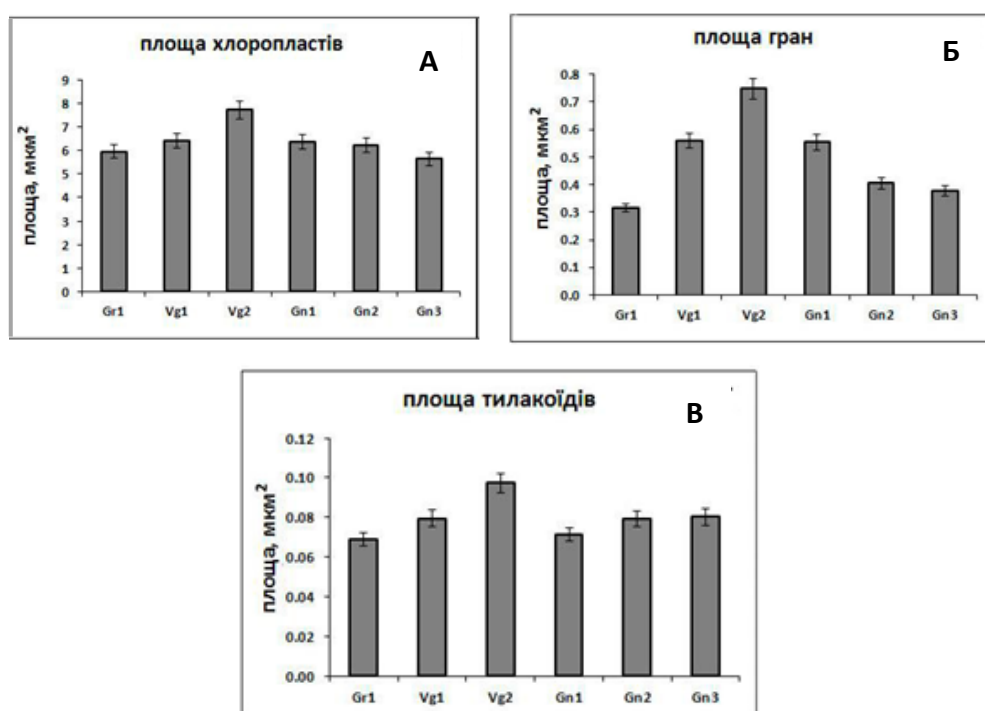 площа хлоропластів
А
площа, мкм²
9
8
7
6
5
4
3
2
1
0
Gr1 Vg1 Vg2 Gn1 Gn2 Gn3
площа гран
Б
площа, мкм²
0.8
0.7
0.6
0.5
0.4
0.3
0.2
0.1
0.0
Gr1 Vg1 Vg2 Gn1 Gn2 Gn3
площа тилакоїдів
В
площа, мкм²
0.12
0.10
0.08
0.06
0.04
0.02
0.00
Gr1 Vg1 Vg2 Gn1 Gn2 Gn3